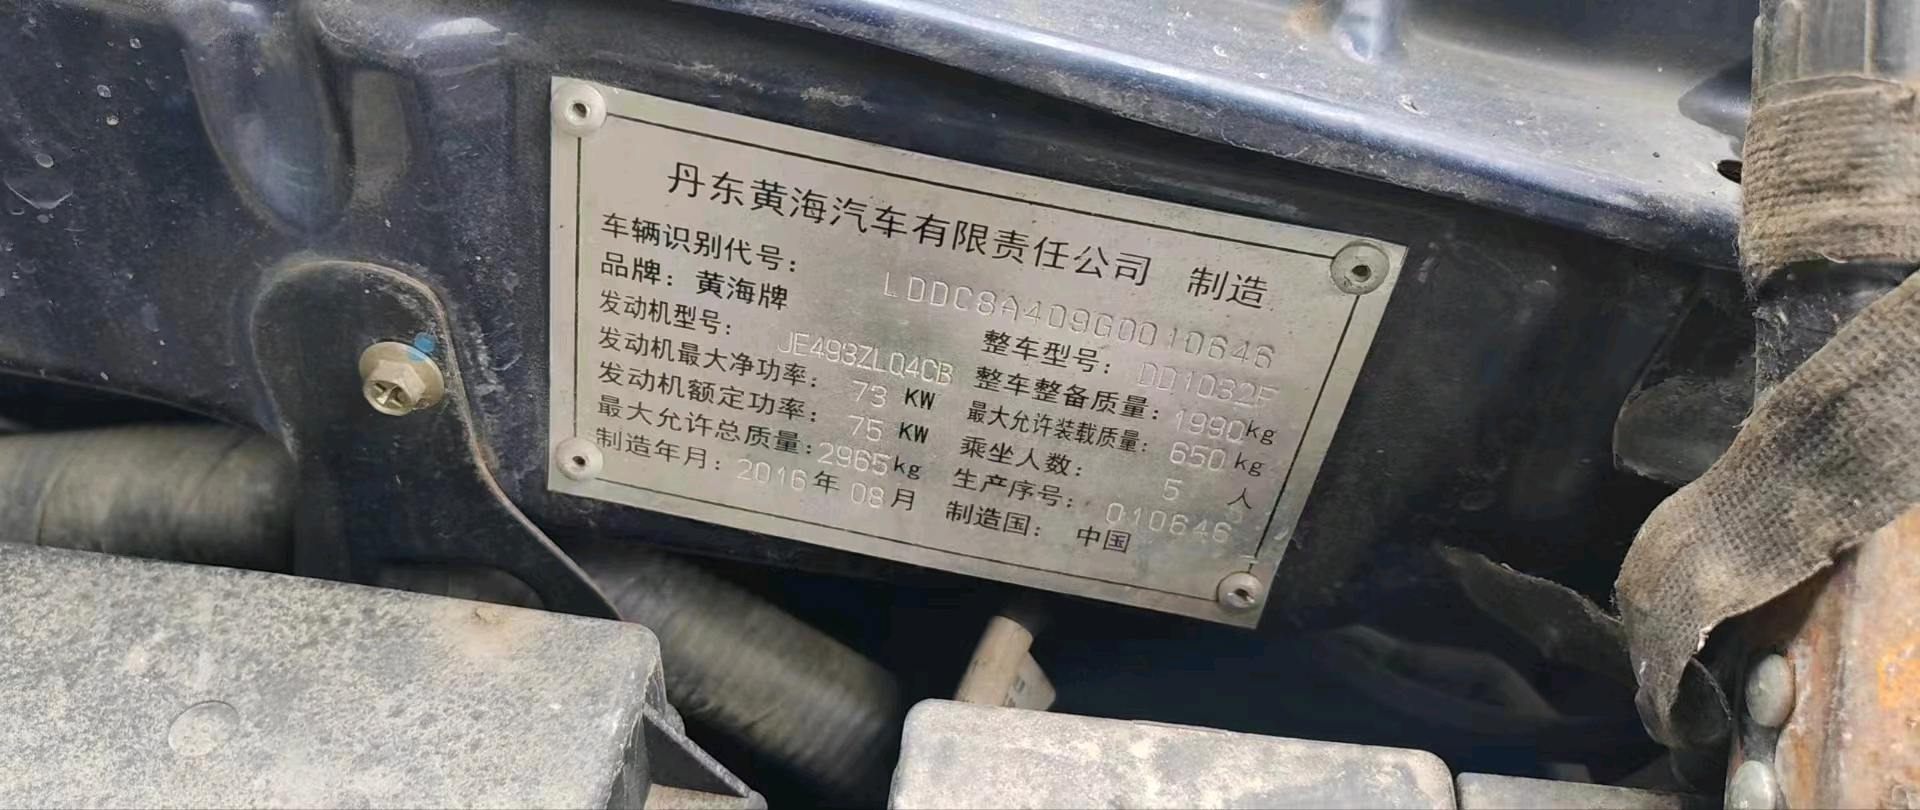 丹东黄海汽车有限责任公司 制造
车辆识别代号: LDDC8A409G0010646
品牌: 黄海牌 整车型号: DD1032F
发动机型号: JE493ZLQ4CB 整车整备质量: 1990kg
发动机最大净功率: 73 KW 最大允许装载质量: 650kg
发动机额定功率: 75 KW 乘坐人数: 5 人
最大允许总质量: 2965kg 生产序号: 010646
制造年月: 2016年08月 制造国: 中国